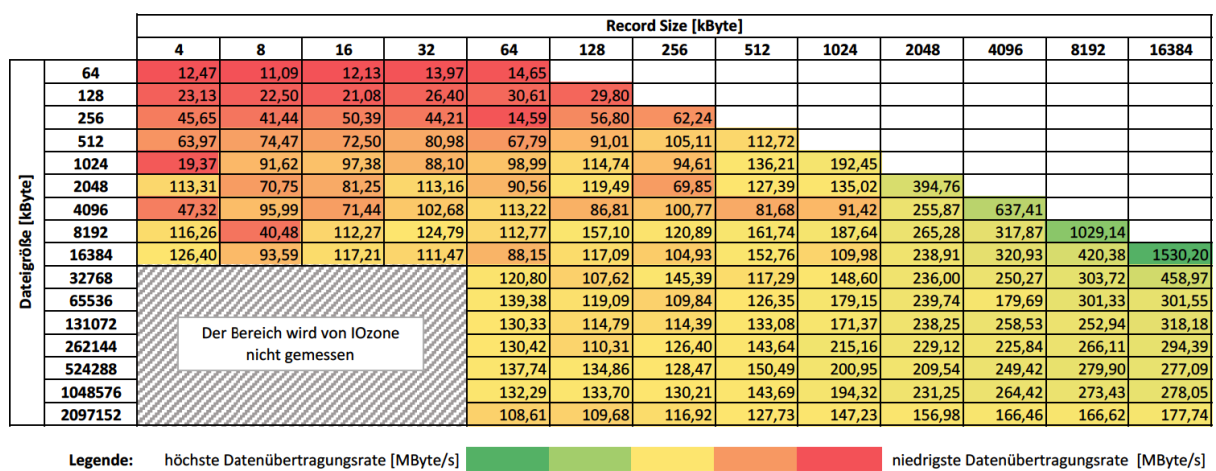 Record Size [kByte]
4 8 16 32 64 128 256 512 1024 2048 4096 8192 16384
Dateigröße [kByte]
64 12,47 11,09 12,13 13,97 14,65
128 23,13 22,50 21,08 26,40 30,61 29,80
256 45,65 41,44 50,39 44,21 14,59 56,80 62,24
512 63,97 74,47 72,50 80,98 67,79 91,01 105,11 112,72
1024 19,37 91,62 97,38 88,10 98,99 114,74 94,61 136,21 192,45
2048 113,31 70,75 81,25 113,16 90,56 119,49 69,85 127,39 135,02 394,76
4096 47,32 95,99 71,44 102,68 113,22 86,81 100,77 81,68 91,42 255,87 637,41
8192 116,26 40,48 112,27 124,79 112,77 157,10 120,89 161,74 187,64 265,28 317,87 1029,14
16384 126,40 93,59 117,21 111,47 88,15 117,09 104,93 152,76 109,98 238,91 320,93 420,38 1530,20
32768 120,80 107,62 145,39 117,29 148,60 236,00 250,27 303,72 458,97
65536 139,38 119,09 109,84 126,35 179,15 239,74 179,69 301,33 301,55
131072 130,33 114,79 114,39 133,08 171,37 238,25 258,53 252,94 318,18
262144 130,42 110,31 126,40 143,64 215,16 229,12 225,84 266,11 294,39
524288 137,74 134,86 128,47 150,49 200,95 209,54 249,42 279,90 277,09
1048576 132,29 133,70 130,21 143,69 194,32 231,25 264,42 273,43 278,05
2097152 108,61 109,68 116,92 127,73 147,23 156,98 166,46 166,62 177,74
Der Bereich wird von IOzone
nicht gemessen
Legende: höchste Datenübertragungsrate [MByte/s] niedrigste Datenübertragungsrate [MByte/s]